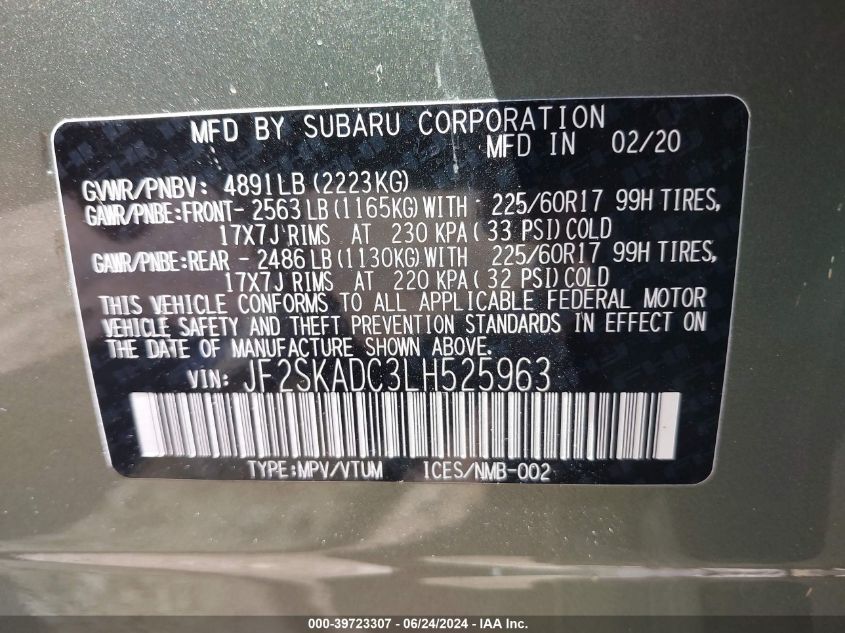 MFD BY SUBARU CORPORATION
MFD IN 02/20
GVWR/PNBV: 4891LB (2223KG)
GAWR/PNBE:FRONT- 2563 LB (1165KG) WITH 225/60R17 99H TIRES,
17X7J RIMS AT 230 KPA ( 33 PSI) COLD
GAWR/PNBE:REAR - 2486 LB (1130KG) WITH 225/60R17 99H TIRES,
17X7J RIMS AT 220 KPA ( 32 PSI) COLD
THIS VEHICLE CONFORMS TO ALL APPLICABLE FEDERAL MOTOR
VEHICLE SAFETY AND THEFT PREVENTION STANDARDS IN EFFECT ON
THE DATE OF MANUFACTURE SHOWN ABOVE.
VIN: JF2SKADC3LH525963
TYPE:MPV/VTUM ICES/NMB-002
000-39723307 - 06/24/2024 - IAA Inc.